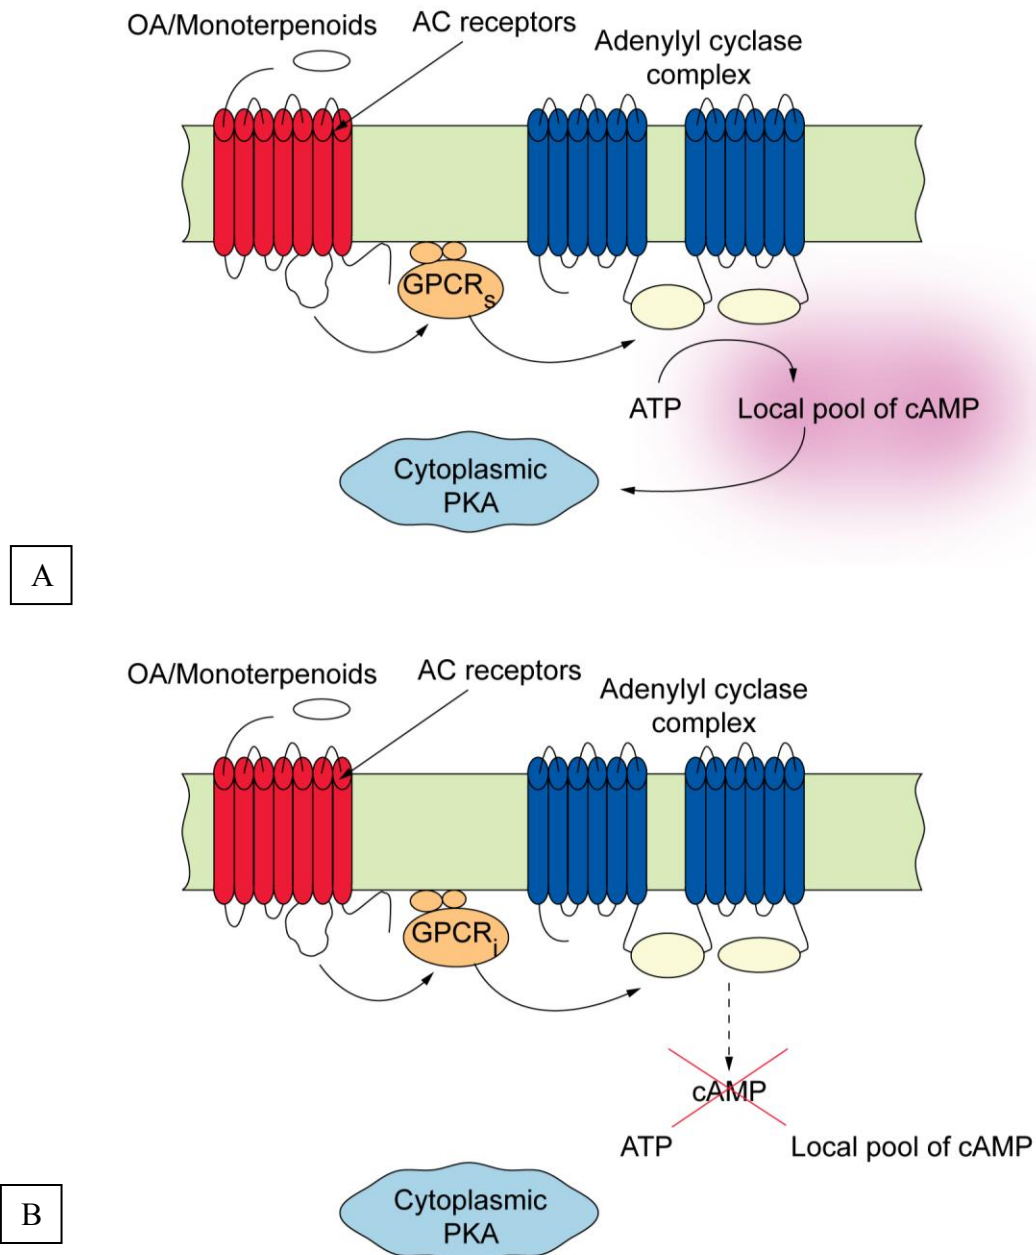 OA/Monoterpenoids
AC receptors
Adenylyl cyclase
complex
GPCRs
ATP
Local pool of cAMP
Cytoplasmic
PKA
A
OA/Monoterpenoids
AC receptors
Adenylyl cyclase
complex
GPCRi
cAMP
ATP
Local pool of cAMP
Cytoplasmic
PKA
B